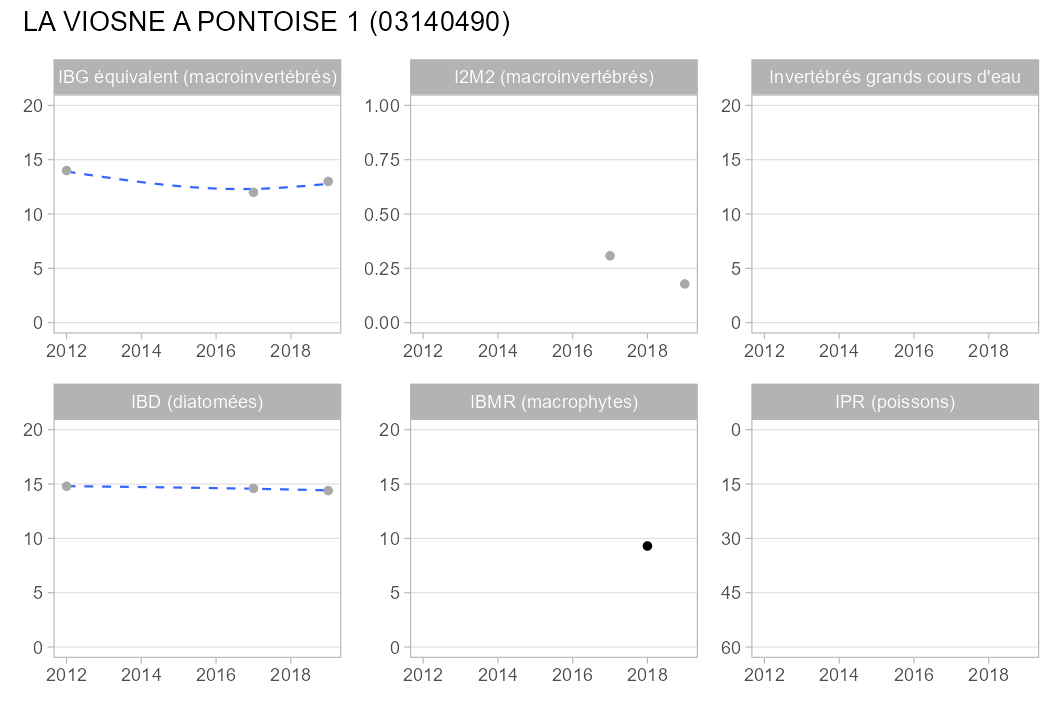 LA VIOSNE A PONTOISE 1 (03140490)
IBG équivalent (macroinvertébrés)
20
15
10
5
0
2012 2014 2016 2018
I2M2 (macroinvertébrés)
1.00
0.75
0.50
0.25
0.00
2012 2014 2016 2018
Invertébrés grands cours d'eau
20
15
10
5
0
2012 2014 2016 2018
IBD (diatomées)
20
15
10
5
0
2012 2014 2016 2018
IBMR (macrophytes)
20
15
10
5
0
2012 2014 2016 2018
IPR (poissons)
0
15
30
45
60
2012 2014 2016 2018